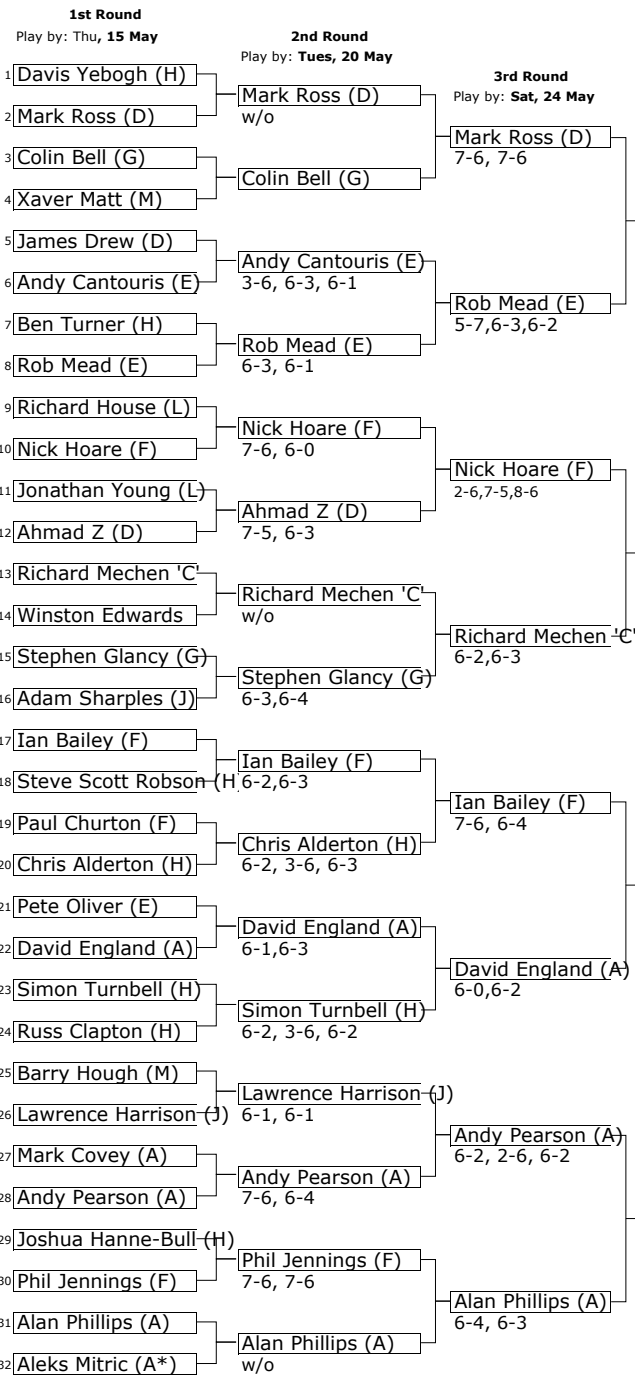 1st Round
Play by: Thu, 15 May
1 Davis Yebogh (H)
2 Mark Ross (D)
3 Colin Bell (G)
4 Xaver Matt (M)
5 James Drew (D)
6 Andy Cantouris (E)
7 Ben Turner (H)
8 Rob Mead (E)
9 Richard House (L)
10 Nick Hoare (F)
11 Jonathan Young (L)
12 Ahmad Z (D)
13 Richard Mechen 'C'
14 Winston Edwards
15 Stephen Glancy (G)
16 Adam Sharples (J)
17 Ian Bailey (F)
18 Steve Scott Robson (H
19 Paul Churton (F)
20 Chris Alderton (H)
21 Pete Oliver (E)
22 David England (A)
23 Simon Turnbell (H)
24 Russ Clapton (H)
25 Barry Hough (M)
26 Lawrence Harrison (J)
27 Mark Covey (A)
28 Andy Pearson (A)
29 Joshua Hanne-Bull (H)
30 Phil Jennings (F)
31 Alan Phillips (A)
32 Aleks Mitric (A*)
2nd Round
Play by: Tues, 20 May
Mark Ross (D)
w/o
Colin Bell (G)
Andy Cantouris (E)
3-6, 6-3, 6-1
Rob Mead (E)
6-3, 6-1
Nick Hoare (F)
7-6, 6-0
Ahmad Z (D)
7-5, 6-3
Richard Mechen 'C'
w/o
Stephen Glancy (G)
6-3,6-4
Ian Bailey (F)
6-2,6-3
Chris Alderton (H)
6-2, 3-6, 6-3
David England (A)
6-1,6-3
Simon Turnbell (H)
6-2, 3-6, 6-2
Lawrence Harrison (J)
6-1, 6-1
Andy Pearson (A)
7-6, 6-4
Phil Jennings (F)
7-6, 7-6
Alan Phillips (A)
w/o
3rd Round
Play by: Sat, 24 May
Mark Ross (D)
7-6, 7-6
Rob Mead (E)
5-7,6-3,6-2
Nick Hoare (F)
2-6,7-5,8-6
Richard Mechen 'C'
6-2,6-3
Ian Bailey (F)
7-6, 6-4
David England (A)
6-0,6-2
Andy Pearson (A)
6-2, 2-6, 6-2
Alan Phillips (A)
6-4, 6-3